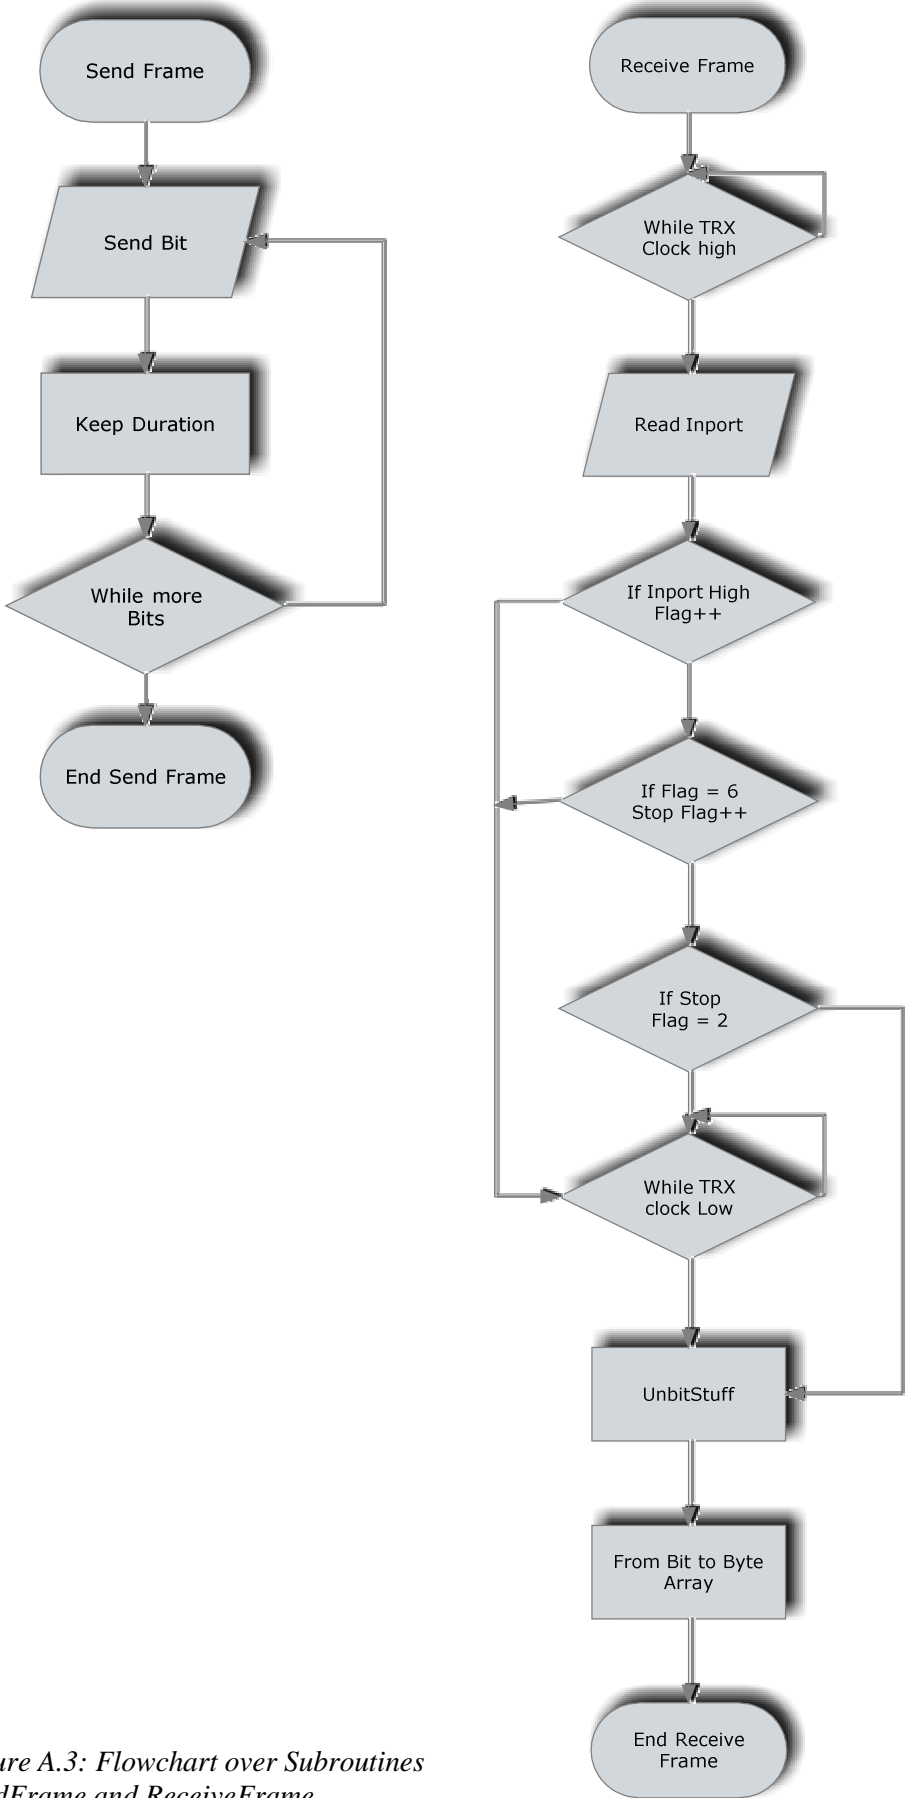 Send Frame
Send Bit
Keep Duration
While more
Bits
End Send Frame
Receive Frame
While TRX
Clock high
Read Inport
If Inport High
Flag++
If Flag = 6
Stop Flag++
If Stop
Flag = 2
While TRX
clock Low
UnbitStuff
From Bit to Byte
Array
End Receive
Frame
A.3: Flowchart over Subroutines
and ReceiveFrame